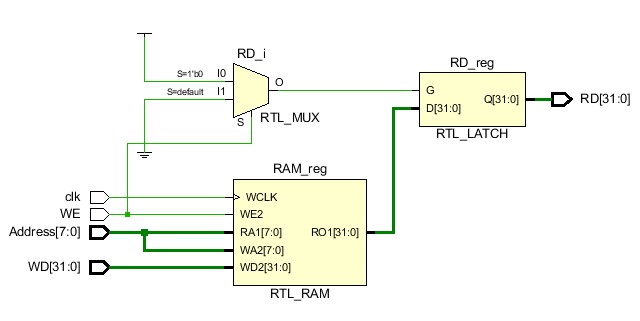 RD_i
S=1'b0 I0
S=default I1
O
S
RTL_MUX
RD_reg
G
D[31:0]
Q[31:0]
RD[31:0]
RTL_LATCH
RAM_reg
clk
WE
Address[7:0]
WD[31:0]
WCLK
WE2
RA1[7:0]
WA2[7:0]
WD2[31:0]
RO1[31:0]
RTL_RAM